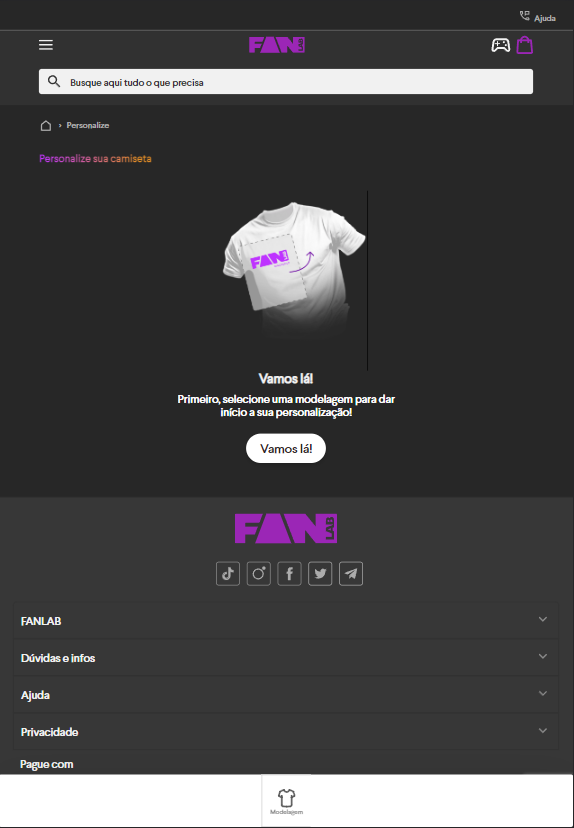 Ajuda
FAN LAB
Busque aqui tudo o que precisa
› Personalize
Personalize sua camiseta
FAN LAB
Vamos lá!
Primeiro, selecione uma modelagem para dar
início a sua personalização!
Vamos lá!
FAN LAB
FANLAB
Dúvidas e infos
Ajuda
Privacidade
Pague com
Modelagem